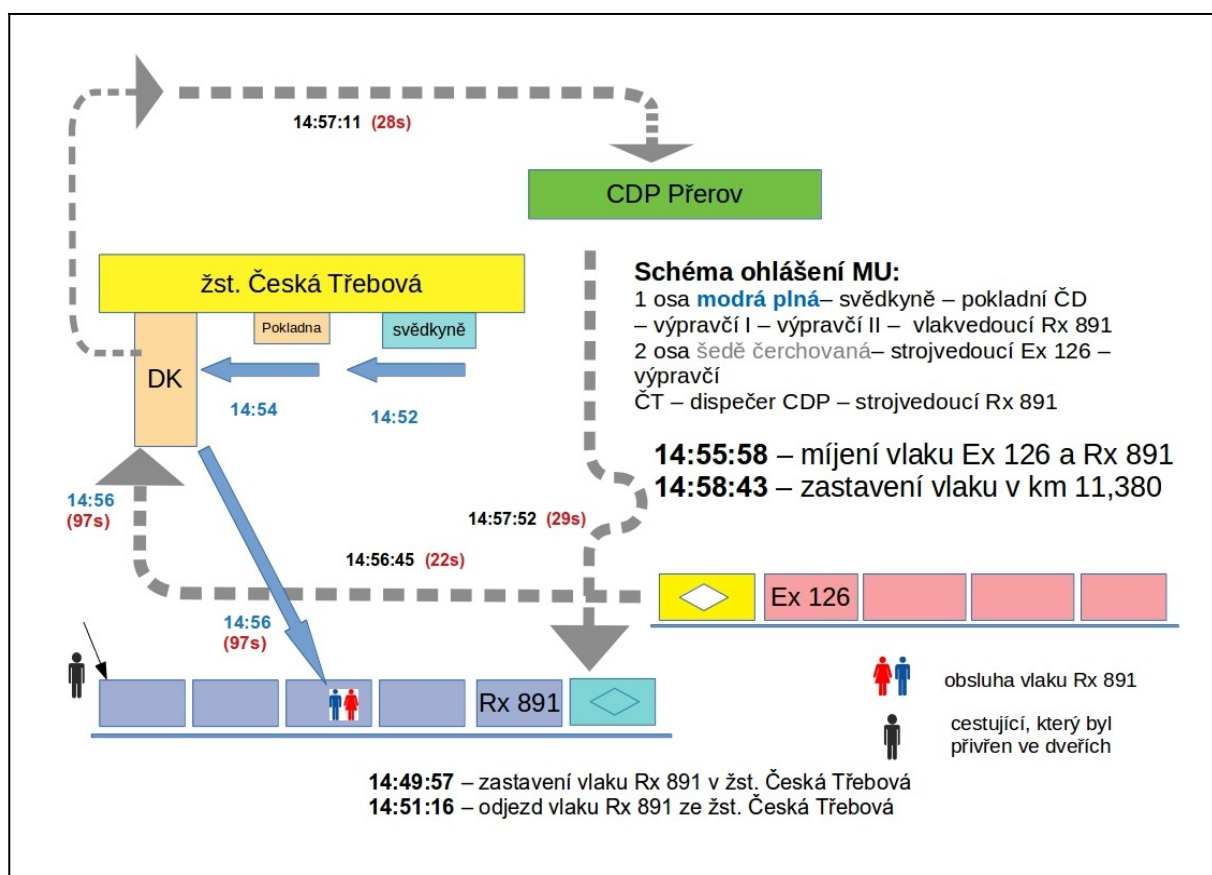 14:57:11 (28s)
CDP Přerov
žst. Česká Třebová
Schéma ohlášení MU:
1 osa modrá plná– svědkyně – pokladní ČD
– výpravčí I – výpravčí II – vlakvedoucí Rx 891
2 osa šedě čerchovaná– strojvedoucí Ex 126 –
výpravčí
ČT – dispečer CDP – strojvedoucí Rx 891
Pokladna
svědkyně
DK
14:54
14:52
14:55:58 – míjení vlaku Ex 126 a Rx 891
14:58:43 – zastavení vlaku v km 11,380
14:56
(97s)
14:57:52 (29s)
14:56:45 (22s)
Ex 126
14:56
(97s)
Rx 891
obsluha vlaku Rx 891
cestující, který byl
přivřen ve dveřích
14:49:57 – zastavení vlaku Rx 891 v žst. Česká Třebová
14:51:16 – odjezd vlaku Rx 891 ze žst. Česká Třebová